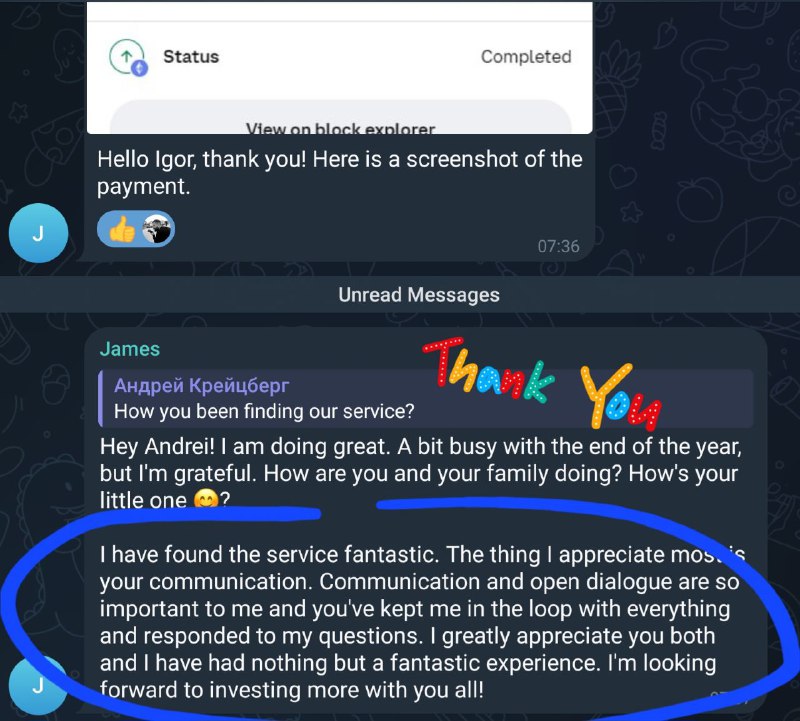 Status Completed
View on block explorer
Hello Igor, thank you! Here is a screenshot of the
payment.
J
07:36
Unread Messages
James
Thank You
Андрей Крейцберг
How you been finding our service?
Hey Andrei! I am doing great. A bit busy with the end of the year,
but I'm grateful. How are you and your family doing? How's your
little one 😊?
I have found the service fantastic. The thing I appreciate most is
your communication. Communication and open dialogue are so
important to me and you've kept me in the loop with everything
and responded to my questions. I greatly appreciate you both
and I have had nothing but a fantastic experience. I'm looking
forward to investing more with you all!
J